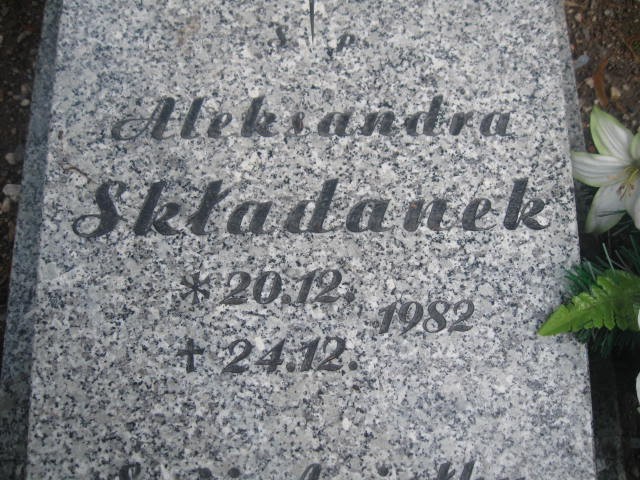 Ś P
Aleksandra
Składanek
* 20.12. 1982
+ 24.12.